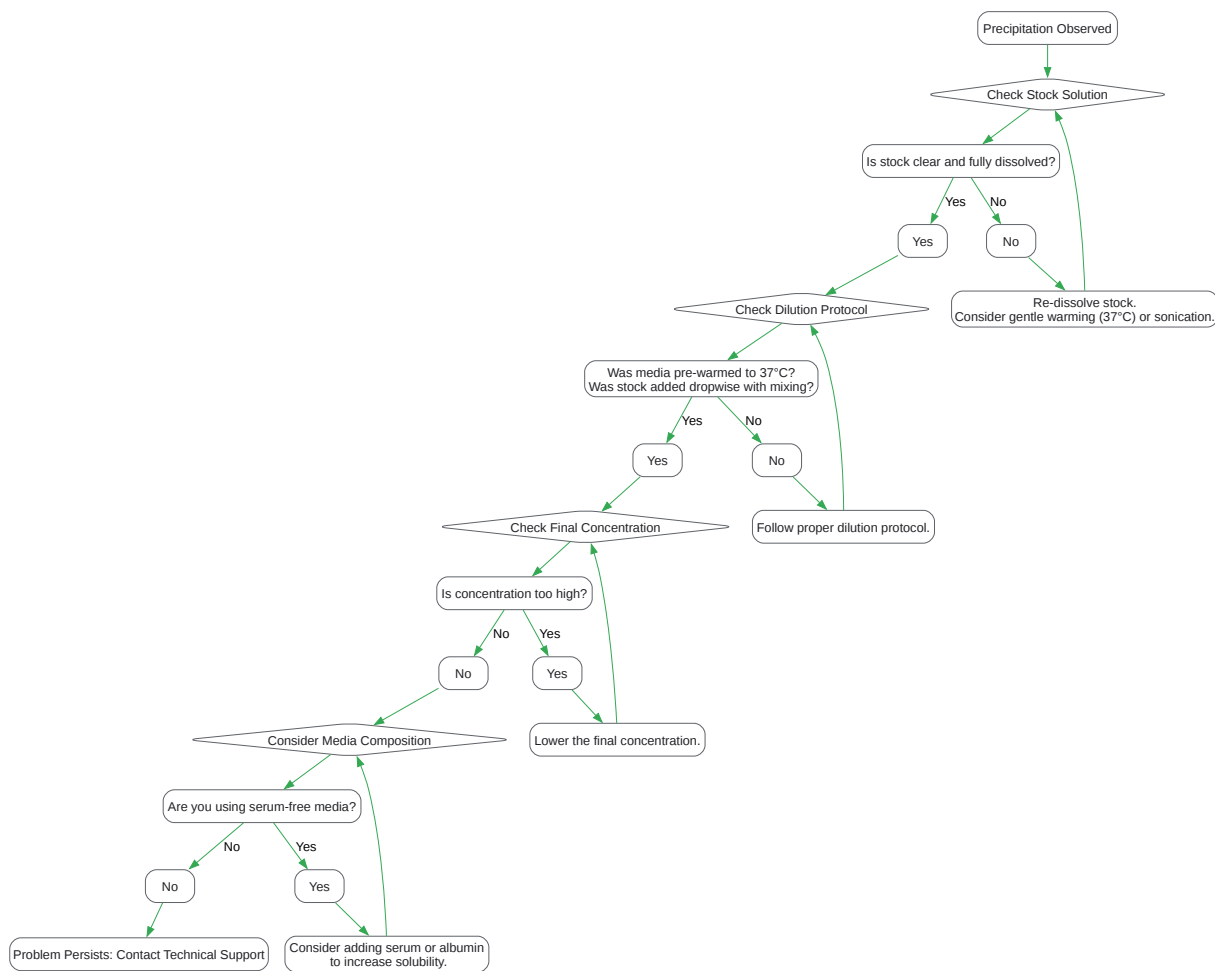 Precipitation Observed
Check Stock Solution
Is stock clear and fully dissolved?
Yes
No
Yes
No
Re-dissolve stock.
Consider gentle warming (37°C) or sonication.
Check Dilution Protocol
Was media pre-warmed to 37°C?
Was stock added dropwise with mixing?
Yes
No
Yes
No
Check Final Concentration
Follow proper dilution protocol.
Is concentration too high?
No
Yes
No
Yes
Consider Media Composition
Lower the final concentration.
Are you using serum-free media?
No
Yes
No
Yes
Problem Persists: Contact Technical Support
Consider adding serum or albumin
to increase solubility.